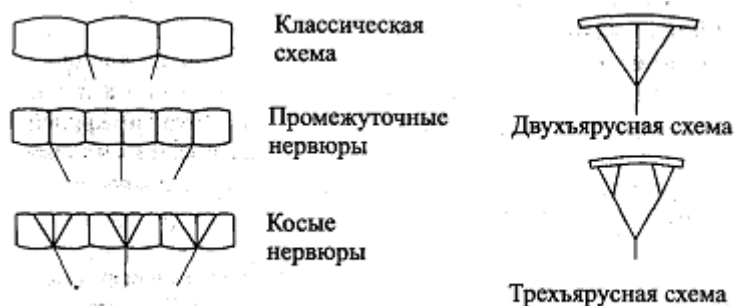 Классическая
схема
Промежуточные
нервюры
Косые
нервюры
Двухъярусная схема
Трехъярусная схема